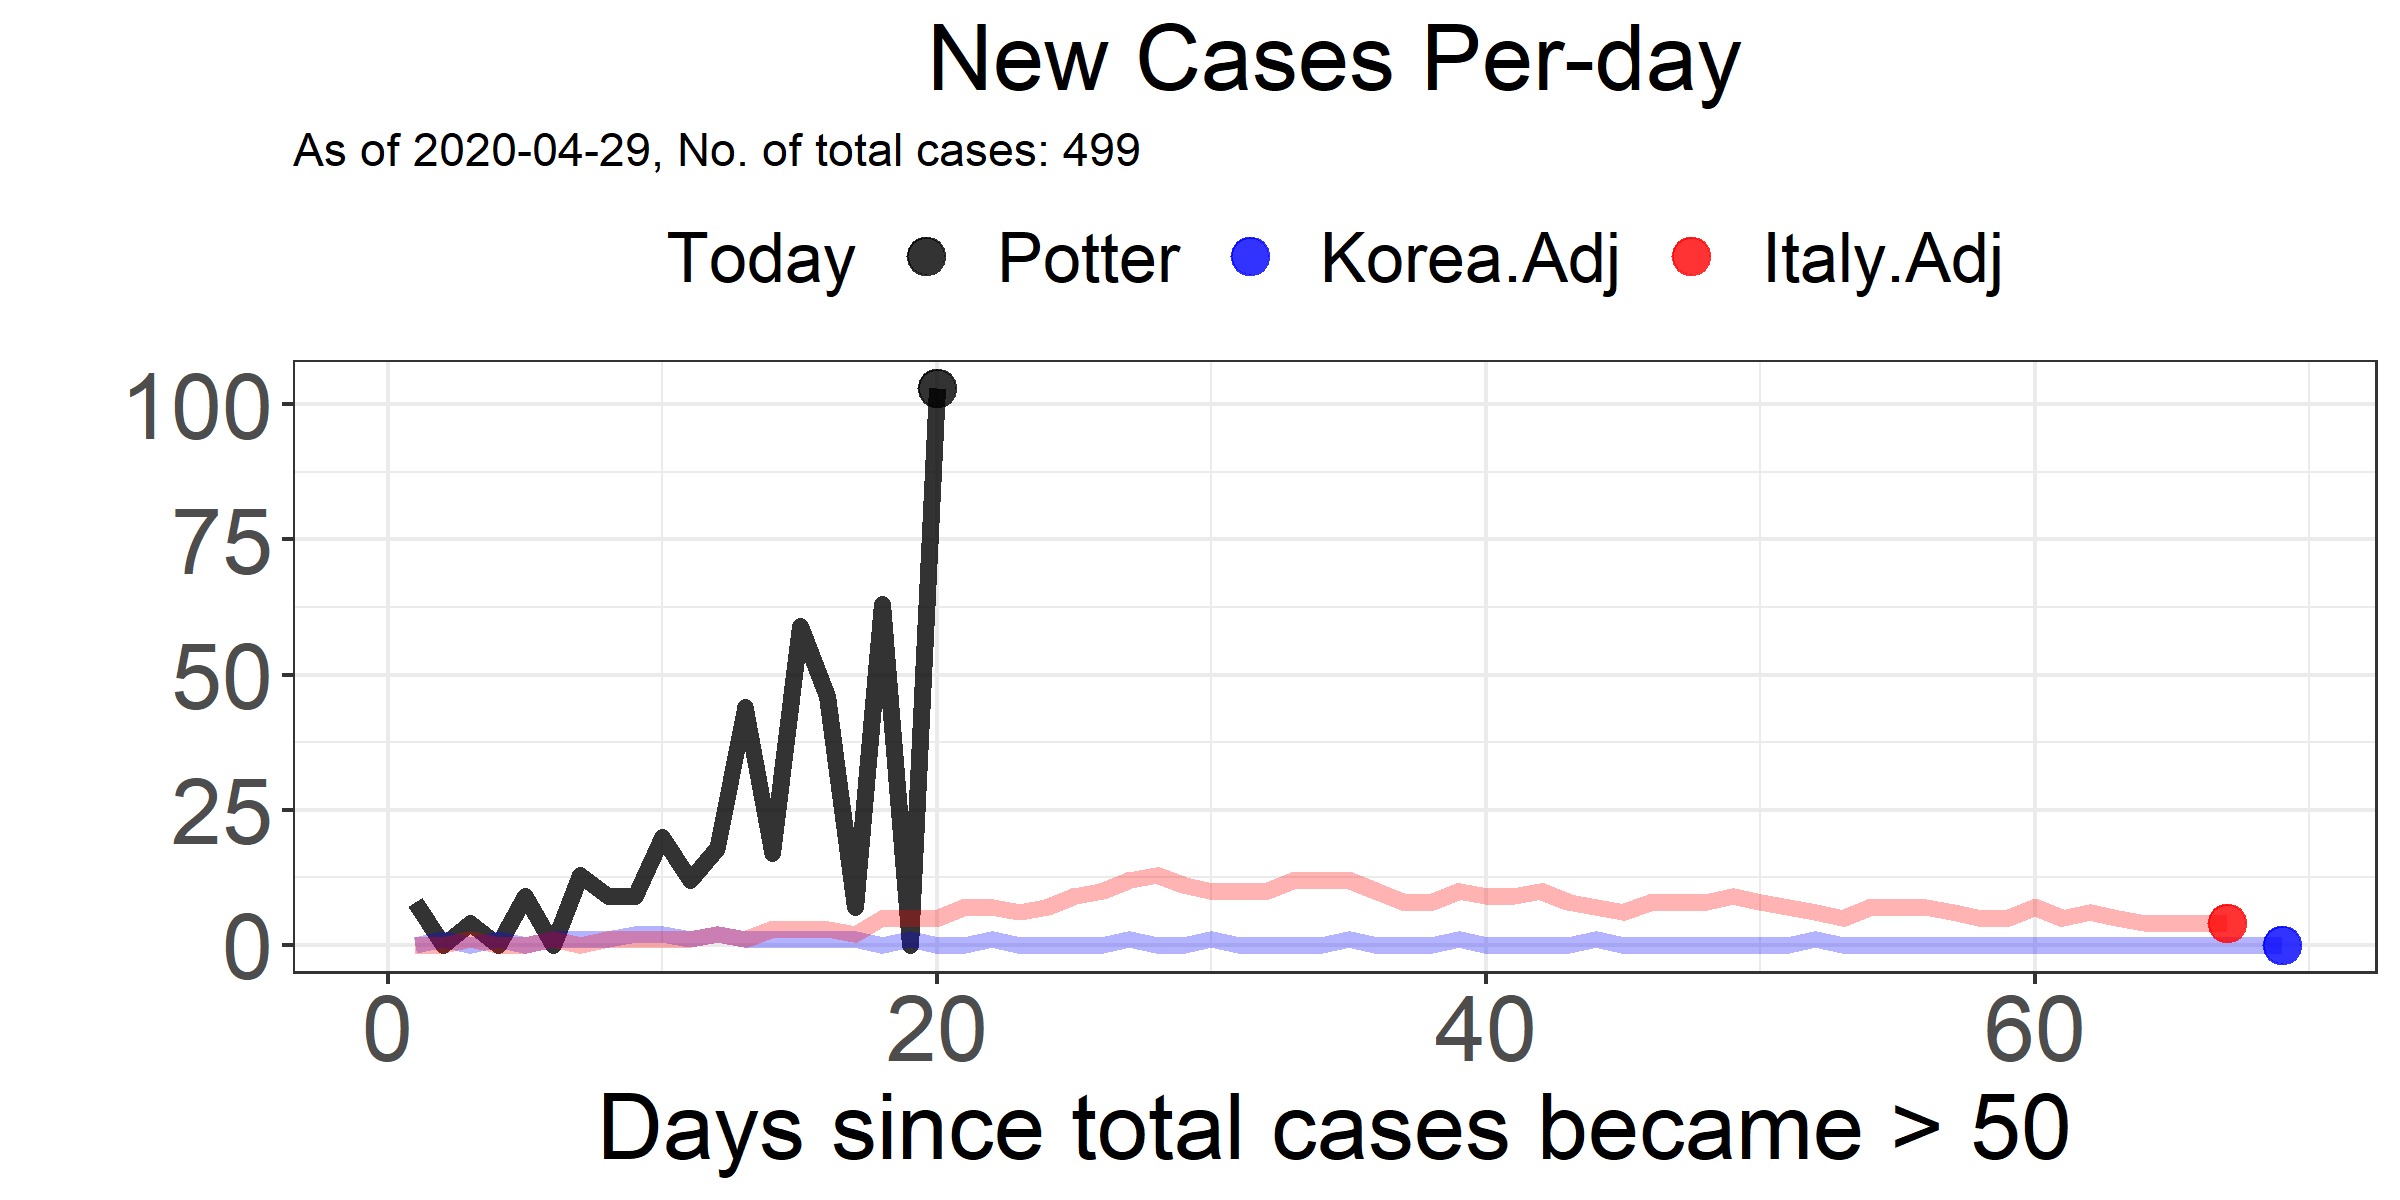 New Cases Per-day
As of 2020-04-29, No. of total cases: 499
Today Potter Korea.Adj Italy.Adj
100
75
50
25
0
0 20 40 60
Days since total cases became > 50